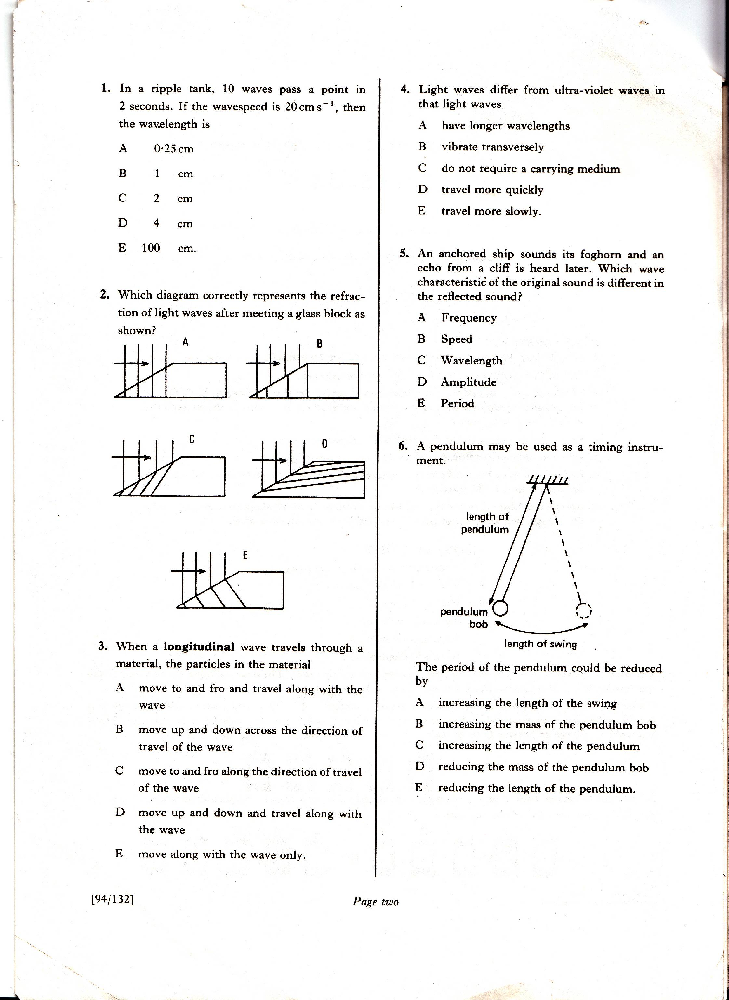 1. In a ripple tank, 10 waves pass a point in
2 seconds. If the wavespeed is 20 cm s⁻¹, then
the wavelength is
A 0·25 cm
B 1 cm
C 2 cm
D 4 cm
E 100 cm.
2. Which diagram correctly represents the refrac-
tion of light waves after meeting a glass block as
shown?
A
B
C
D
E
3. When a longitudinal wave travels through a
material, the particles in the material
A move to and fro and travel along with the
wave
B move up and down across the direction of
travel of the wave
C move to and fro along the direction of travel
of the wave
D move up and down and travel along with
the wave
E move along with the wave only.
4. Light waves differ from ultra-violet waves in
that light waves
A have longer wavelengths
B vibrate transversely
C do not require a carrying medium
D travel more quickly
E travel more slowly.
5. An anchored ship sounds its foghorn and an
echo from a cliff is heard later. Which wave
characteristic of the original sound is different in
the reflected sound?
A Frequency
B Speed
C Wavelength
D Amplitude
E Period
6. A pendulum may be used as a timing instru-
ment.
length of
pendulum
pendulum
bob
length of swing
The period of the pendulum could be reduced
by
A increasing the length of the swing
B increasing the mass of the pendulum bob
C increasing the length of the pendulum
D reducing the mass of the pendulum bob
E reducing the length of the pendulum.
[94/132]
Page two